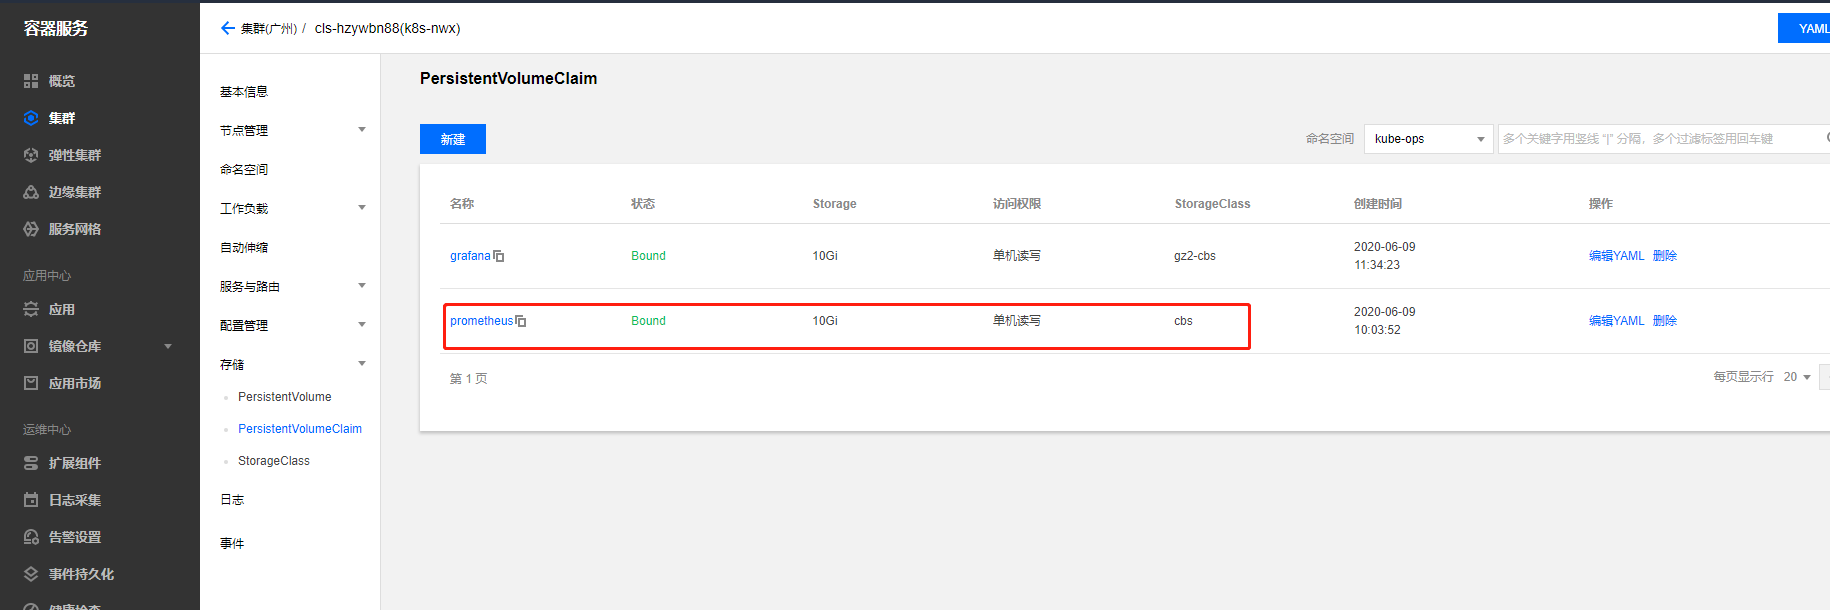 容器服务
概览
集群
弹性集群
边缘集群
服务网格
应用中心
应用
镜像仓库
应用市场
运维中心
扩展组件
日志采集
告警设置
事件持久化
健康检查
集群(广州) / cls-hzywbn88(k8s-nwx)
YAML
基本信息
节点管理
命名空间
工作负载
自动伸缩
服务与路由
配置管理
存储
PersistentVolume
PersistentVolumeClaim
StorageClass
日志
事件
PersistentVolumeClaim
新建
命名空间 kube-ops 多个关键字用竖线 "|" 分隔，多个过滤标签用回车键
名称 状态 Storage 访问权限 StorageClass 创建时间 操作
grafana Bound 10Gi 单机读写 gz2-cbs 2020-06-09 11:34:23 编辑YAML 删除
prometheus Bound 10Gi 单机读写 cbs 2020-06-09 10:03:52 编辑YAML 删除
第 1 页
每页显示行 20